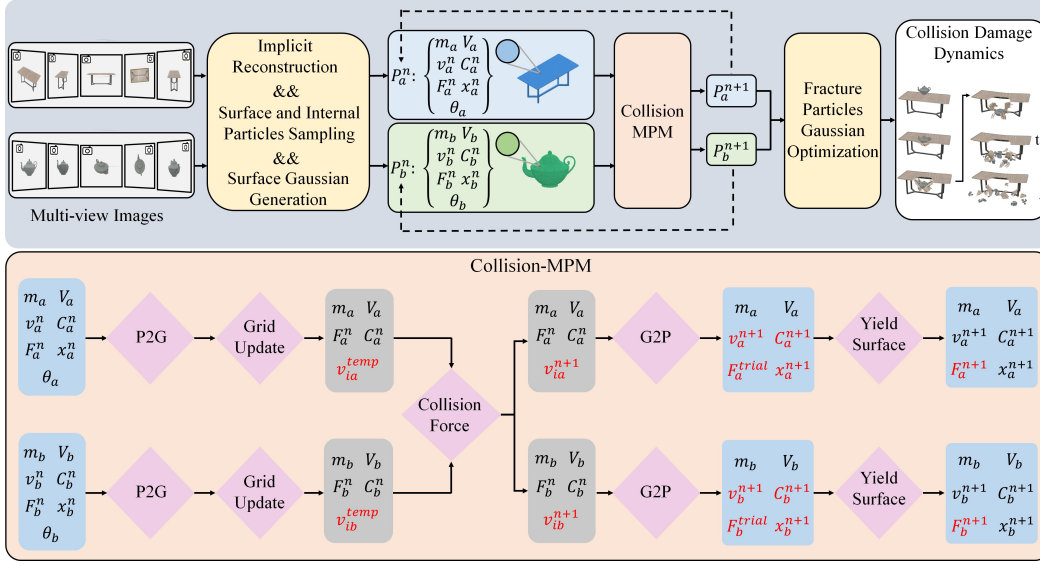 Multi-view Images
Implicit
Reconstruction
&&
Surface and Internal
Particles Sampling
&&
Surface Gaussian
Generation
P_a^n:
m_a V_a
v_a^n C_a^n
F_a^n x_a^n
θ_a
P_b^n:
m_b V_b
v_b^n C_b^n
F_b^n x_b^n
θ_b
Collision
MPM
P_a^{n+1}
P_b^{n+1}
Fracture
Particles
Gaussian
Optimization
Collision Damage
Dynamics
t
Collision-MPM
m_a V_a
v_a^n C_a^n
F_a^n x_a^n
θ_a
P2G
Grid
Update
m_a V_a
F_a^n C_a^n
v_{ia}^{temp}
Collision
Force
m_a V_a
F_a^n C_a^n
v_{ia}^{n+1}
G2P
m_a V_a
v_a^{n+1} C_a^{n+1}
F_a^{trial} x_a^{n+1}
Yield
Surface
m_a V_a
v_a^{n+1} C_a^{n+1}
F_a^{n+1} x_a^{n+1}
m_b V_b
v_b^n C_b^n
F_b^n x_b^n
θ_b
P2G
Grid
Update
m_b V_b
F_b^n C_b^n
v_{ib}^{temp}
m_b V_b
F_b^n C_b^n
v_{ib}^{n+1}
G2P
m_b V_b
v_b^{n+1} C_b^{n+1}
F_b^{trial} x_b^{n+1}
Yield
Surface
m_b V_b
v_b^{n+1} C_b^{n+1}
F_b^{n+1} x_b^{n+1}